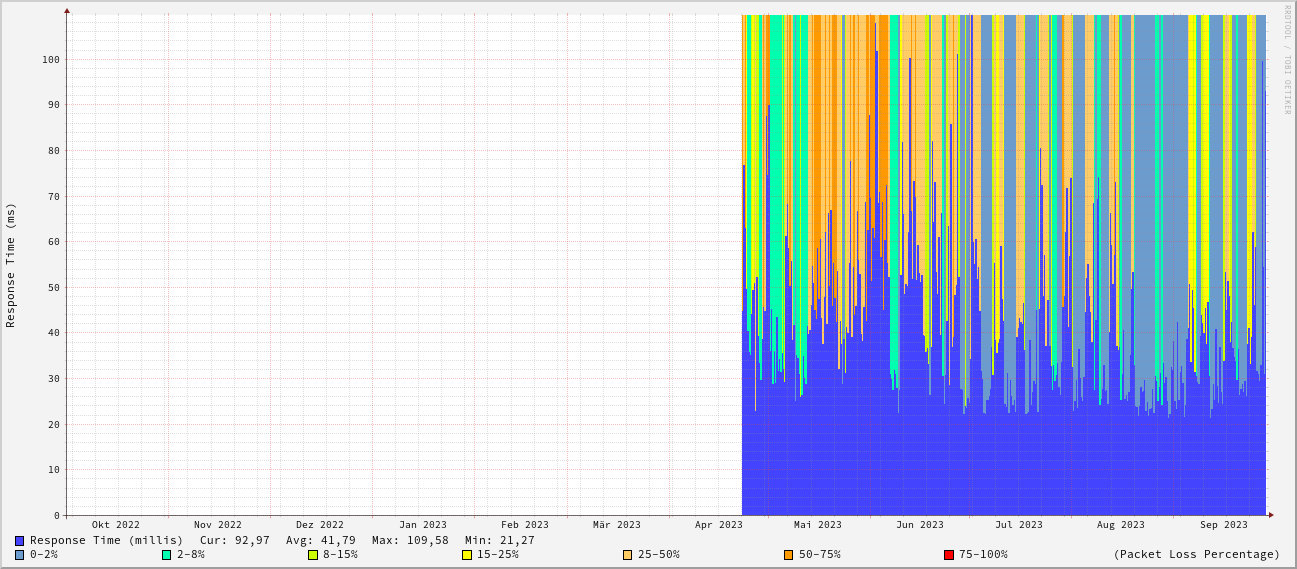 RRDTOOL / TOBI OETIKER
Response Time (ms)
100
90
80
70
60
50
40
30
20
10
0
Okt 2022 Nov 2022 Dez 2022 Jan 2023 Feb 2023 Mär 2023 Apr 2023 Mai 2023 Jun 2023 Jul 2023 Aug 2023 Sep 2023
Response Time (millis) Cur: 92,97 Avg: 41,79 Max: 109,58 Min: 21,27
0-2% 2-8% 8-15% 15-25% 25-50% 50-75% 75-100% (Packet Loss Percentage)